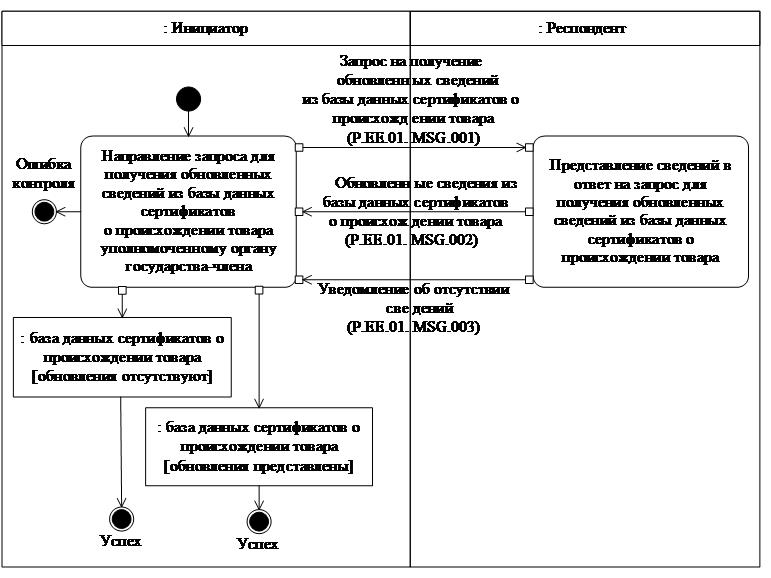 : Инициатор
: Респондент
Запрос на получение
обновленных сведений
из базы данных сертификатов о
происхождении товара
(P.EE.01. MSG.001)
Ошибка
контроля
Направление запроса для
получения обновленных
сведений из базы данных
сертификатов
о происхождении товара
уполномоченному органу
государства-члена
Обновленные сведения из
базы данных сертификатов
о происхождении товара
(P.EE.01. MSG.002)
Представление сведений в
ответ на запрос для
получения обновленных
сведений из базы данных
сертификатов о
происхождении товара
Уведомление об отсутствии
сведений
(P.EE.01. MSG.003)
: база данных сертификатов о
происхождении товара
[обновления отсутствуют]
: база данных сертификатов о
происхождении товара
[обновления представлены]
Успех
Успех